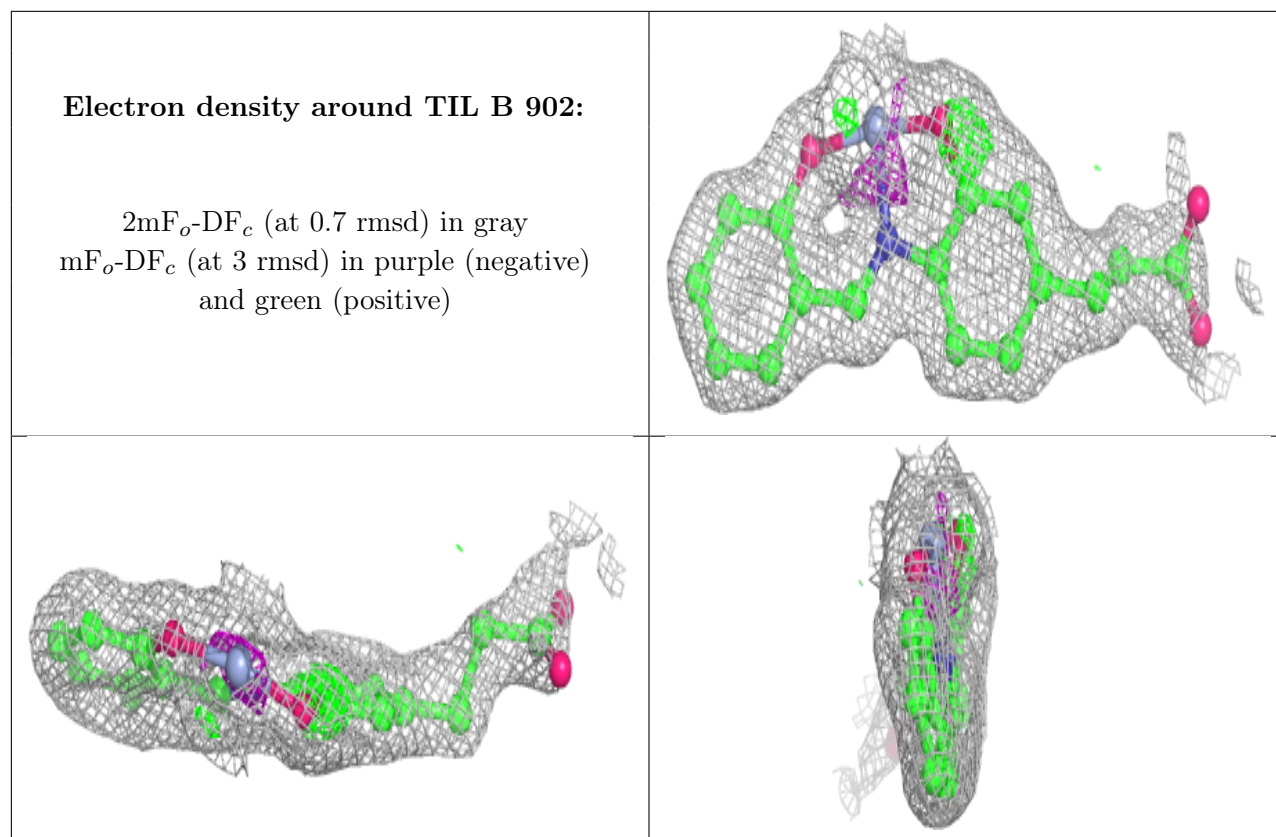 Electron density around TIL B 902:
2mFo-DFc (at 0.7 rmsd) in gray
mFo-DFc (at 3 rmsd) in purple (negative)
and green (positive)